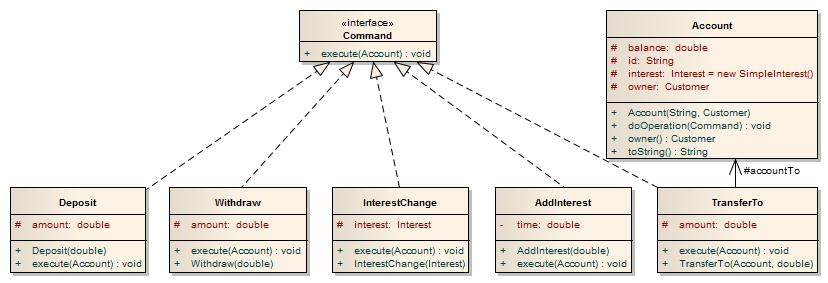 «interface»
Command
+ execute(Account) : void
Account
# balance: double
# id: String
# interest: Interest = new SimpleInterest()
# owner: Customer
+ Account(String, Customer)
+ doOperation(Command) : void
+ owner() : Customer
+ toString() : String
#accountTo
Deposit
# amount: double
+ Deposit(double)
+ execute(Account) : void
Withdraw
# amount: double
+ execute(Account) : void
+ Withdraw(double)
InterestChange
# interest: Interest
+ execute(Account) : void
+ InterestChange(Interest)
AddInterest
- time: double
+ AddInterest(double)
+ execute(Account) : void
TransferTo
# amount: double
+ execute(Account) : void
+ TransferTo(Account, double)